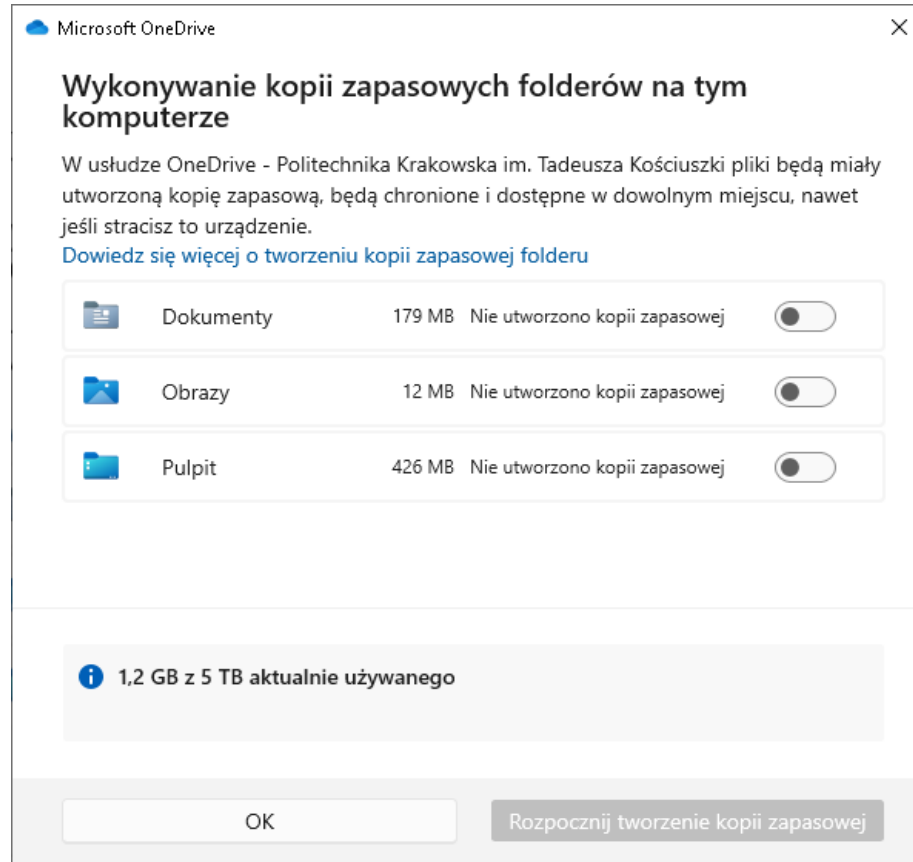 Microsoft OneDrive
Wykonywanie kopii zapasowych folderów na tym
komputerze
W usłudze OneDrive - Politechnika Krakowska im. Tadeusza Kościuszki pliki będą miały
utworzoną kopię zapasową, będą chronione i dostępne w dowolnym miejscu, nawet
jeśli stracisz to urządzenie.
Dowiedz się więcej o tworzeniu kopii zapasowej folderu
Dokumenty 179 MB Nie utworzono kopii zapasowej
Obrazy 12 MB Nie utworzono kopii zapasowej
Pulpit 426 MB Nie utworzono kopii zapasowej
1,2 GB z 5 TB aktualnie używanego
OK Rozpocznij tworzenie kopii zapasowej